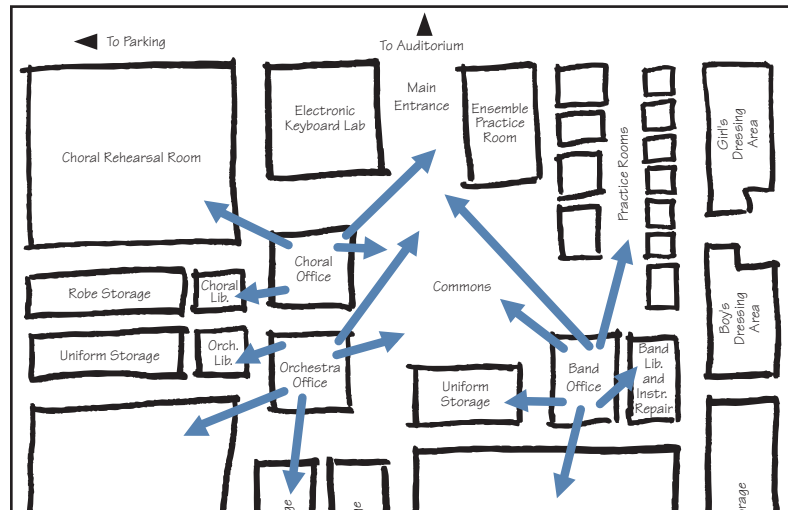 To Parking
To Auditorium
Main
Entrance
Electronic
Keyboard Lab
Ensemble
Practice
Room
Choral Rehearsal Room
Practice Rooms
Girl's
Dressing
Area
Choral
Office
Robe Storage
Choral
Lib.
Commons
Boy's
Dressing
Area
Uniform Storage
Orch.
Lib.
Orchestra
Office
Uniform
Storage
Band
Office
Band
Lib.
and
Instr.
Repair